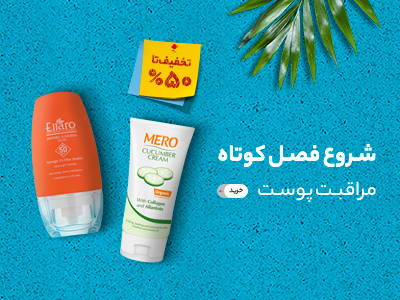 تخفیف تا
%۵۰
شروع فصل کوتاه
مراقبت پوست
خرید
Ellaro
50
MERO
CUCUMBER
CREAM
With Collagen
and Allantoin